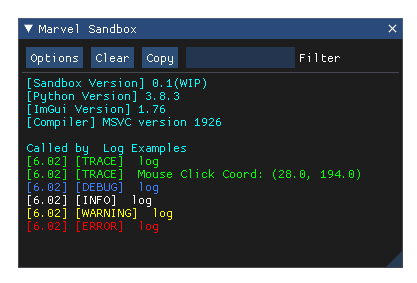 Marvel Sandbox
Options Clear Copy Filter
[Sandbox Version] 0.1(WIP)
[Python Version] 3.8.3
[ImGui Version] 1.76
[Compiler] MSVC version 1926
Called by  Log Examples
[6.02] [TRACE]  log
[6.02] [TRACE]  Mouse Click Coord: (28.0, 194.0)
[6.02] [DEBUG]  log
[6.02] [INFO]  log
[6.02] [WARNING]  log
[6.02] [ERROR]  log